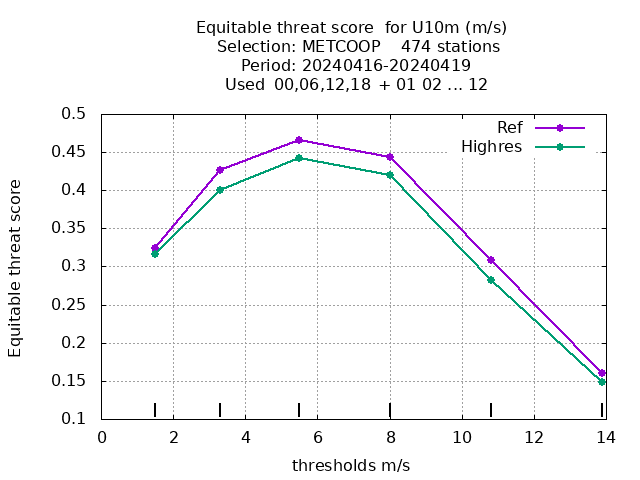 Equitable threat score for U10m (m/s)
Selection: METCOOP 474 stations
Period: 20240416-20240419
Used 00,06,12,18 + 01 02 ... 12
Ref
Highres
Equitable threat score
0.5
0.45
0.4
0.35
0.3
0.25
0.2
0.15
0.1
0 2 4 6 8 10 12 14
thresholds m/s